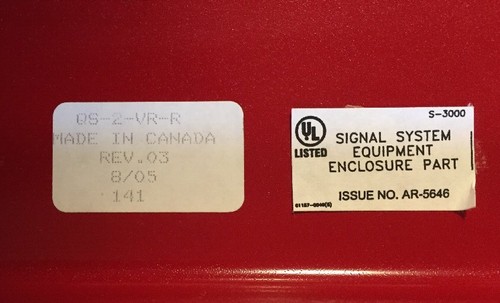 QS-2-VR-R
MADE IN CANADA
REV.03
8/05
141
S-3000
UL
LISTED
SIGNAL SYSTEM
EQUIPMENT
ENCLOSURE PART
ISSUE NO. AR-5646